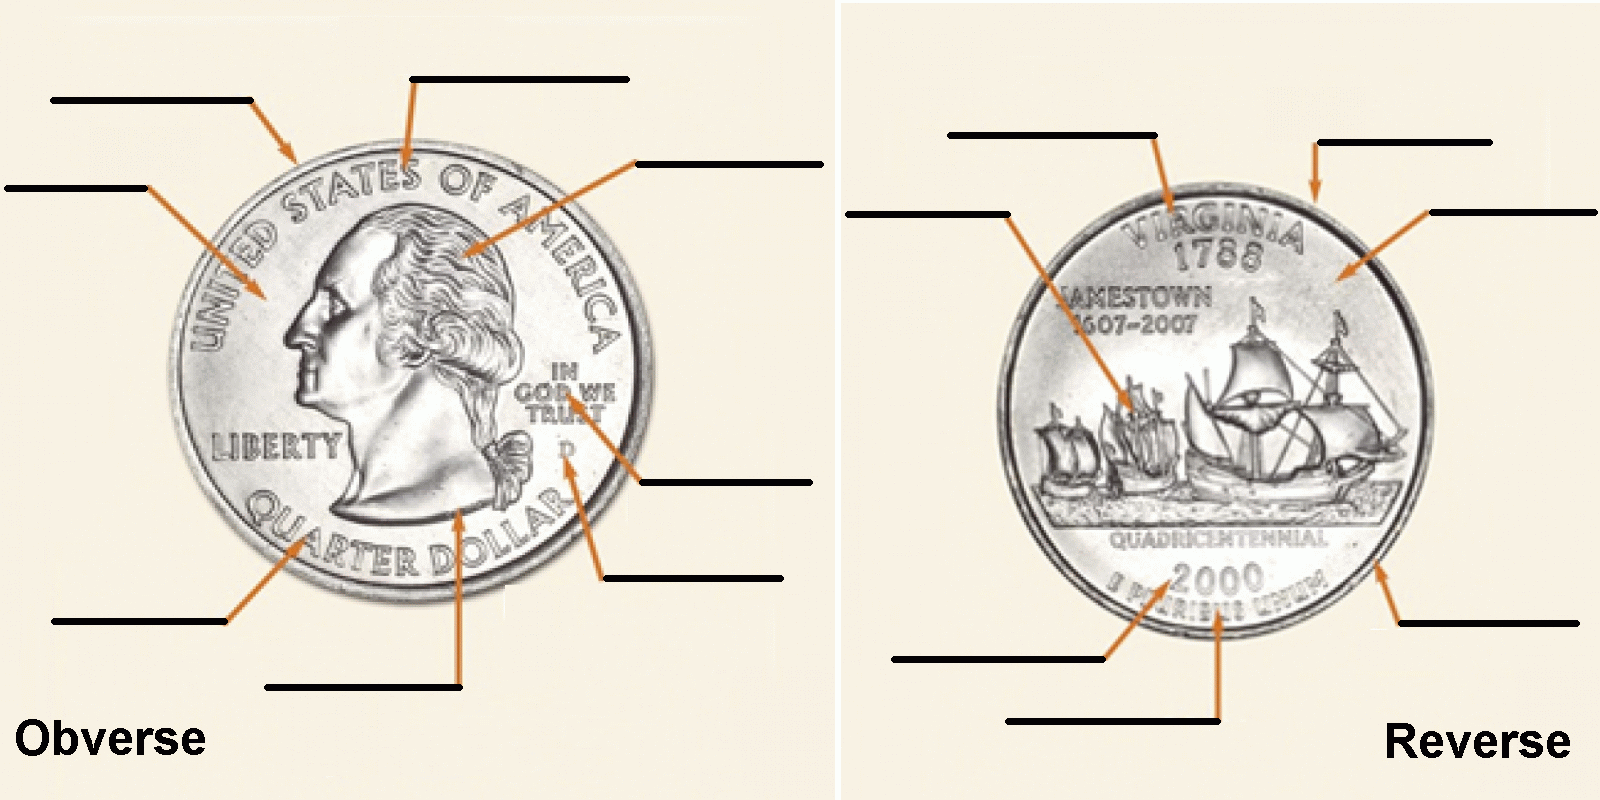 UNITED STATES OF AMERICA
IN
GOD WE
TRUST
LIBERTY
D
QUARTER DOLLAR
Obverse
VIRGINIA
1788
JAMESTOWN
1607-2007
QUADRICENTENNIAL
2000
E PLURIBUS UNUM
Reverse